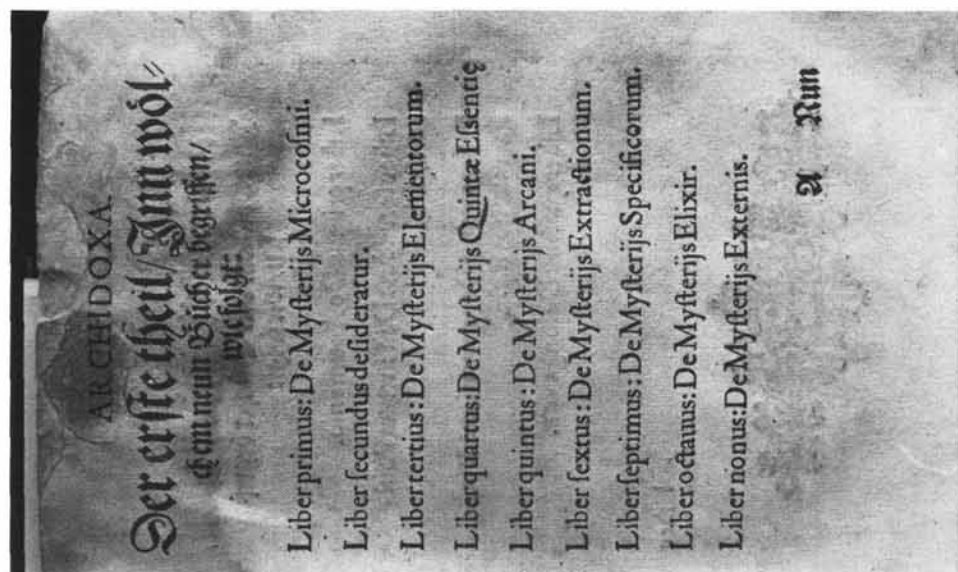 ARCHIDOXA.
Der erste theil/ Inn wöl⸗
chem neun Bücher begriffen/
wie folgt:
Liber primus: De Myſterijs Microcoſmi.
Liber ſecundus deſideratur.
Liber tertius: De Myſterijs Elementorum.
Liber quartus: De Myſterijs Quintæ Eſsentię
Liber quintus: De Myſterijs Arcani.
Liber ſextus: De Myſterijs Extractionum.
Liber ſeptimus: De Myſterijs Specificorum.
Liber octauus: De Myſterijs Elixir.
Liber nonus: De Myſterijs Externis.
A Nun